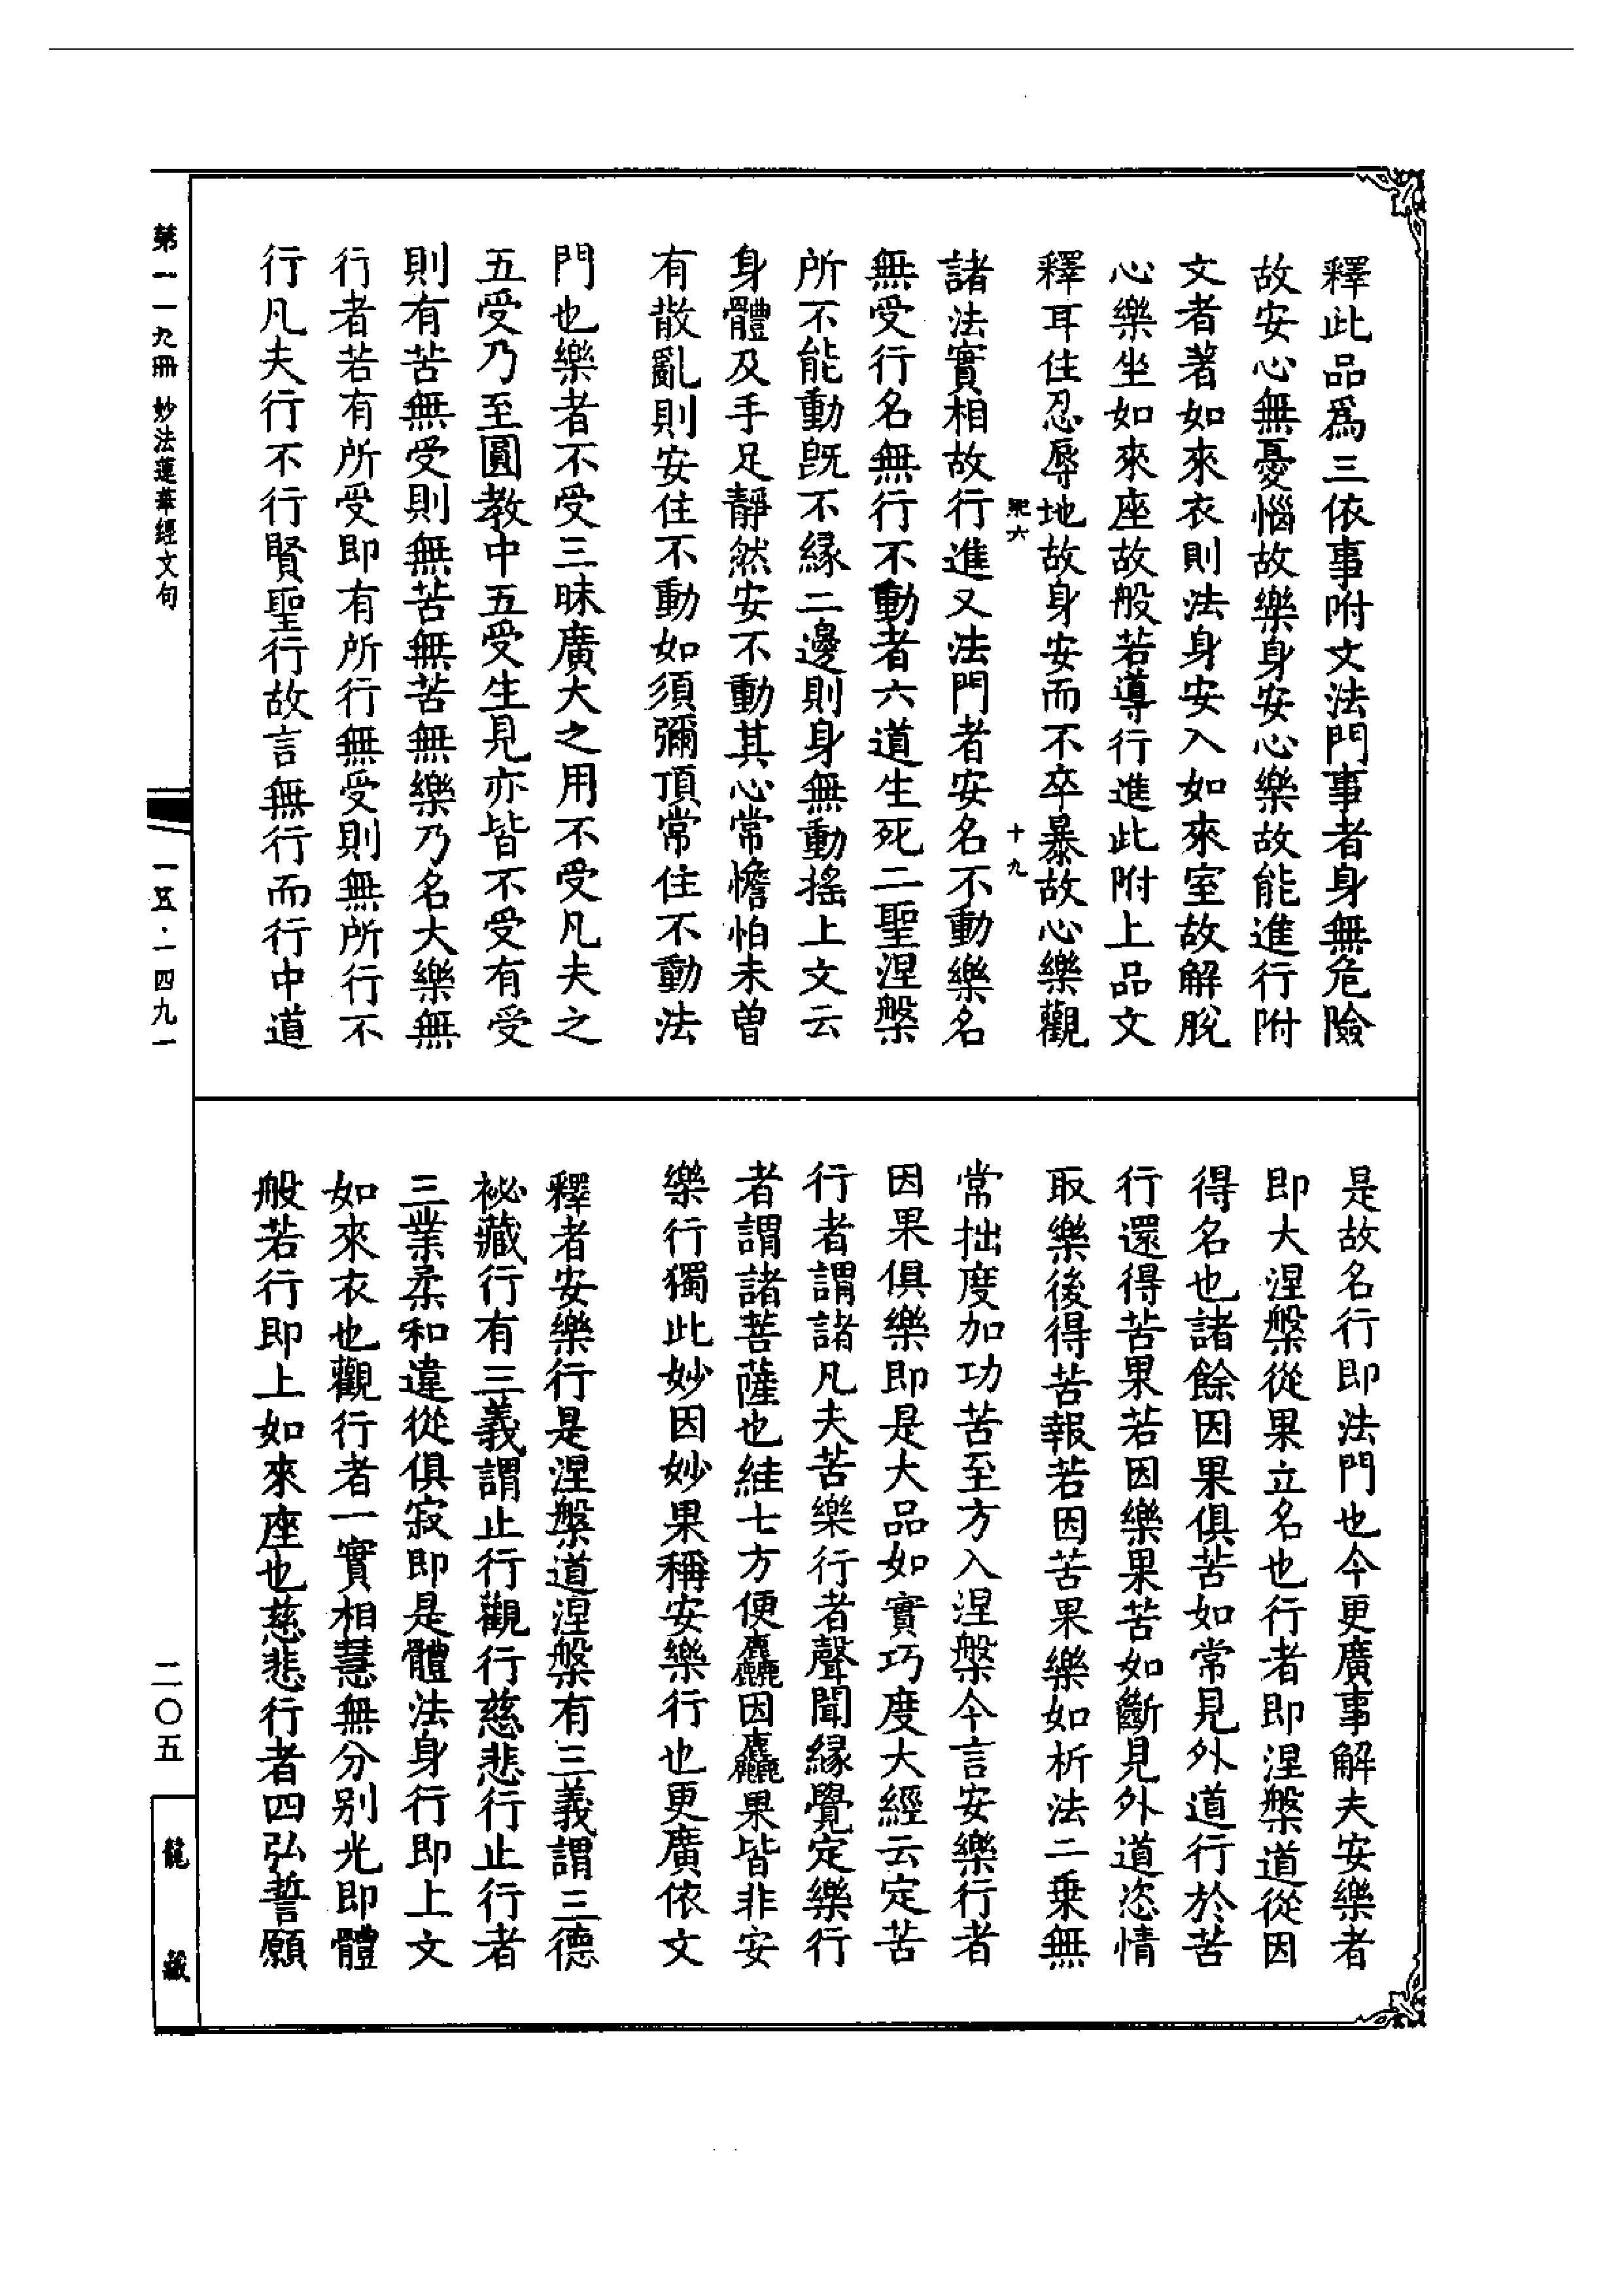 釋此品爲三依事附文法門事者身無危險
故安心無憂惱故樂身安心樂故能進行附
文者著如來衣則法身安入如來室故解脫
心樂坐如來座故般若導行進此附上品文
釋耳住忍辱地故身安而不卒暴故心樂觀
十九
諸法實相故行進又法門者安名不動樂名
無受行名無行不動者六道生死二聖涅槃
所不能動旣不緣二邊則身無動搖上文云
身體及手足靜然安不動其心常憺怕未曾
有散亂則安住不動如須彌頂常住不動法
門也樂者不受三昧廣大之用不受凡夫之
五受乃至圓教中五受生見亦皆不受有受
則有苦無受則無苦無苦無樂乃名大樂無
行者若有所受即有所行無受則無所行不
行凡夫行不行賢聖行故言無行而行中道
是故名行即法門也今更廣事解夫安樂者
即大涅槃從果立名也行者即涅槃道從因
得名也諸餘因果俱苦如常見外道行於苦
行還得苦果若因樂果苦如斷見外道恣情
取樂後得苦報若因苦果樂如析法二乗無
常拙度加功苦至方入涅槃今言安樂行者
因果俱樂即是大品如實巧度大經云定苦
行者謂諸凡夫苦樂行者聲聞緣覺定樂行
者謂諸菩薩也絓七方便麤因麤果皆非安
樂行獨此妙因妙果稱安樂行也更廣依文
釋者安樂行是涅槃道涅槃有三義謂三德
祕藏行有三義謂止行觀行慈悲行止行者
三業柔和違從俱寂即是體法身行即上文
如來衣也觀行者一實相慧無分別光即體
般若行即上如來座也慈悲行者四弘誓願
第一一九冊 妙法蓮華經文句
一五·一四九一
二〇五
龍藏